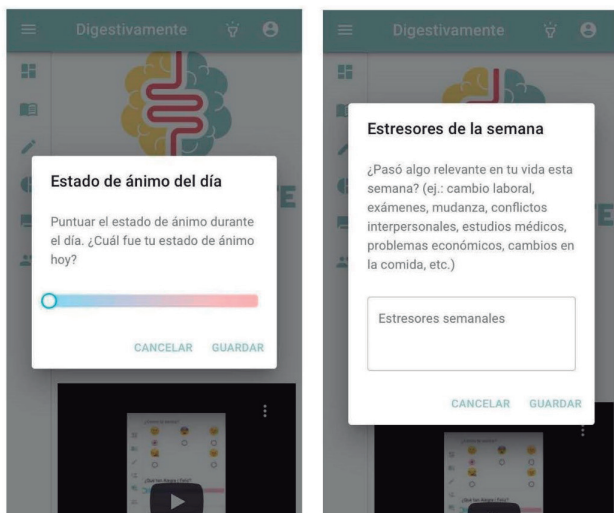 Digestivamente
Estado de ánimo del día
Puntuar el estado de ánimo durante
el día. ¿Cuál fue tu estado de ánimo
hoy?
CANCELAR GUARDAR
Digestivamente
Estresores de la semana
¿Pasó algo relevante en tu vida esta
semana? (ej.: cambio laboral,
exámenes, mudanza, conflictos
interpersonales, estudios médicos,
problemas económicos, cambios en
la comida, etc.)
Estresores semanales
CANCELAR GUARDAR